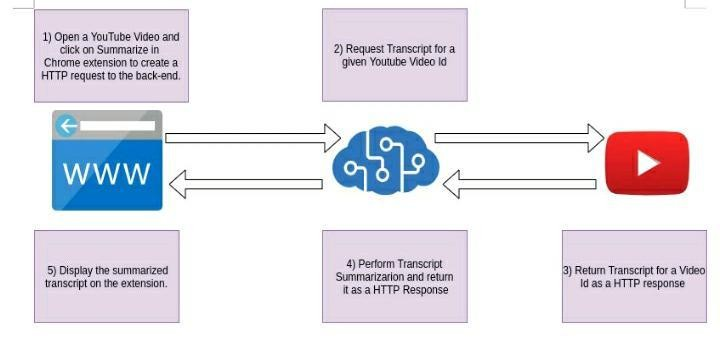 1) Open a YouTube Video and
click on Summarize in
Chrome extension to create a
HTTP request to the back-end.
2) Request Transcript for a
given Youtube Video Id
WWW
5) Display the summarized
transcript on the extension.
4) Perform Transcript
Summarizarion and return
it as a HTTP Response
3) Return Transcript for a Video
Id as a HTTP response